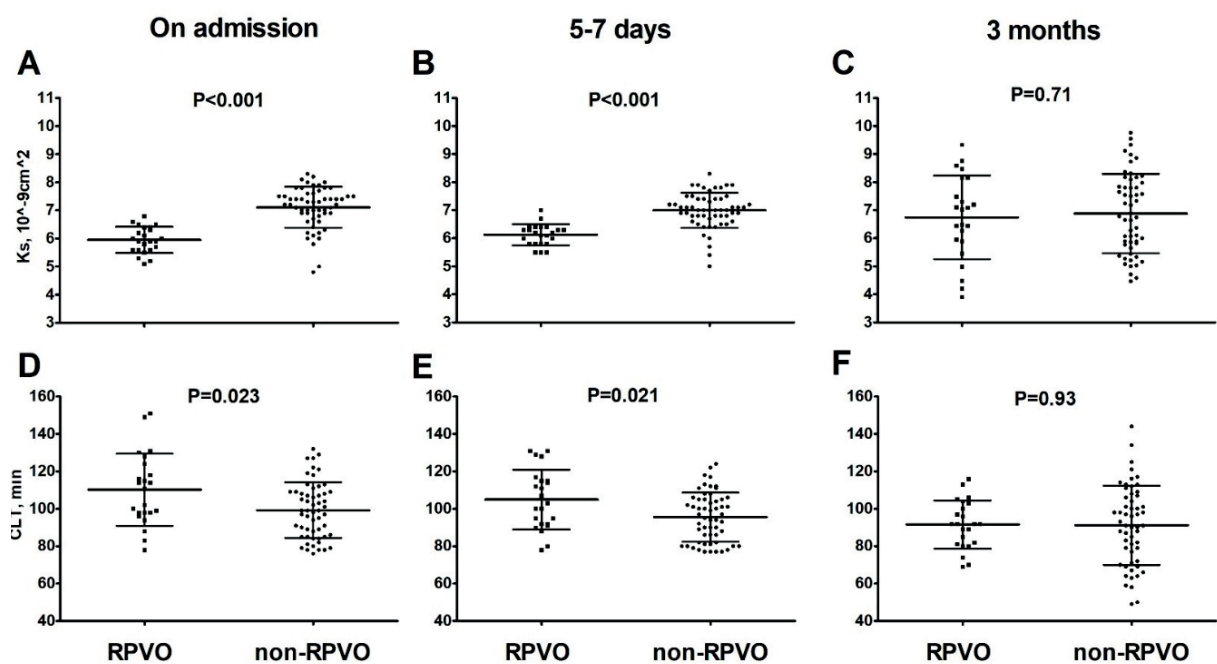 On admission 5-7 days 3 months
A B C
P<0.001 P<0.001 P=0.71
Ks, 10^-9cm^2
11 11 11
10 10 10
9 9 9
8 8 8
7 7 7
6 6 6
5 5 5
4 4 4
3 3 3
D E F
P=0.023 P=0.021 P=0.93
CLT, min
160 160 160
140 140 140
120 120 120
100 100 100
80 80 80
60 60 60
40 40 40
RPVO non-RPVO RPVO non-RPVO RPVO non-RPVO